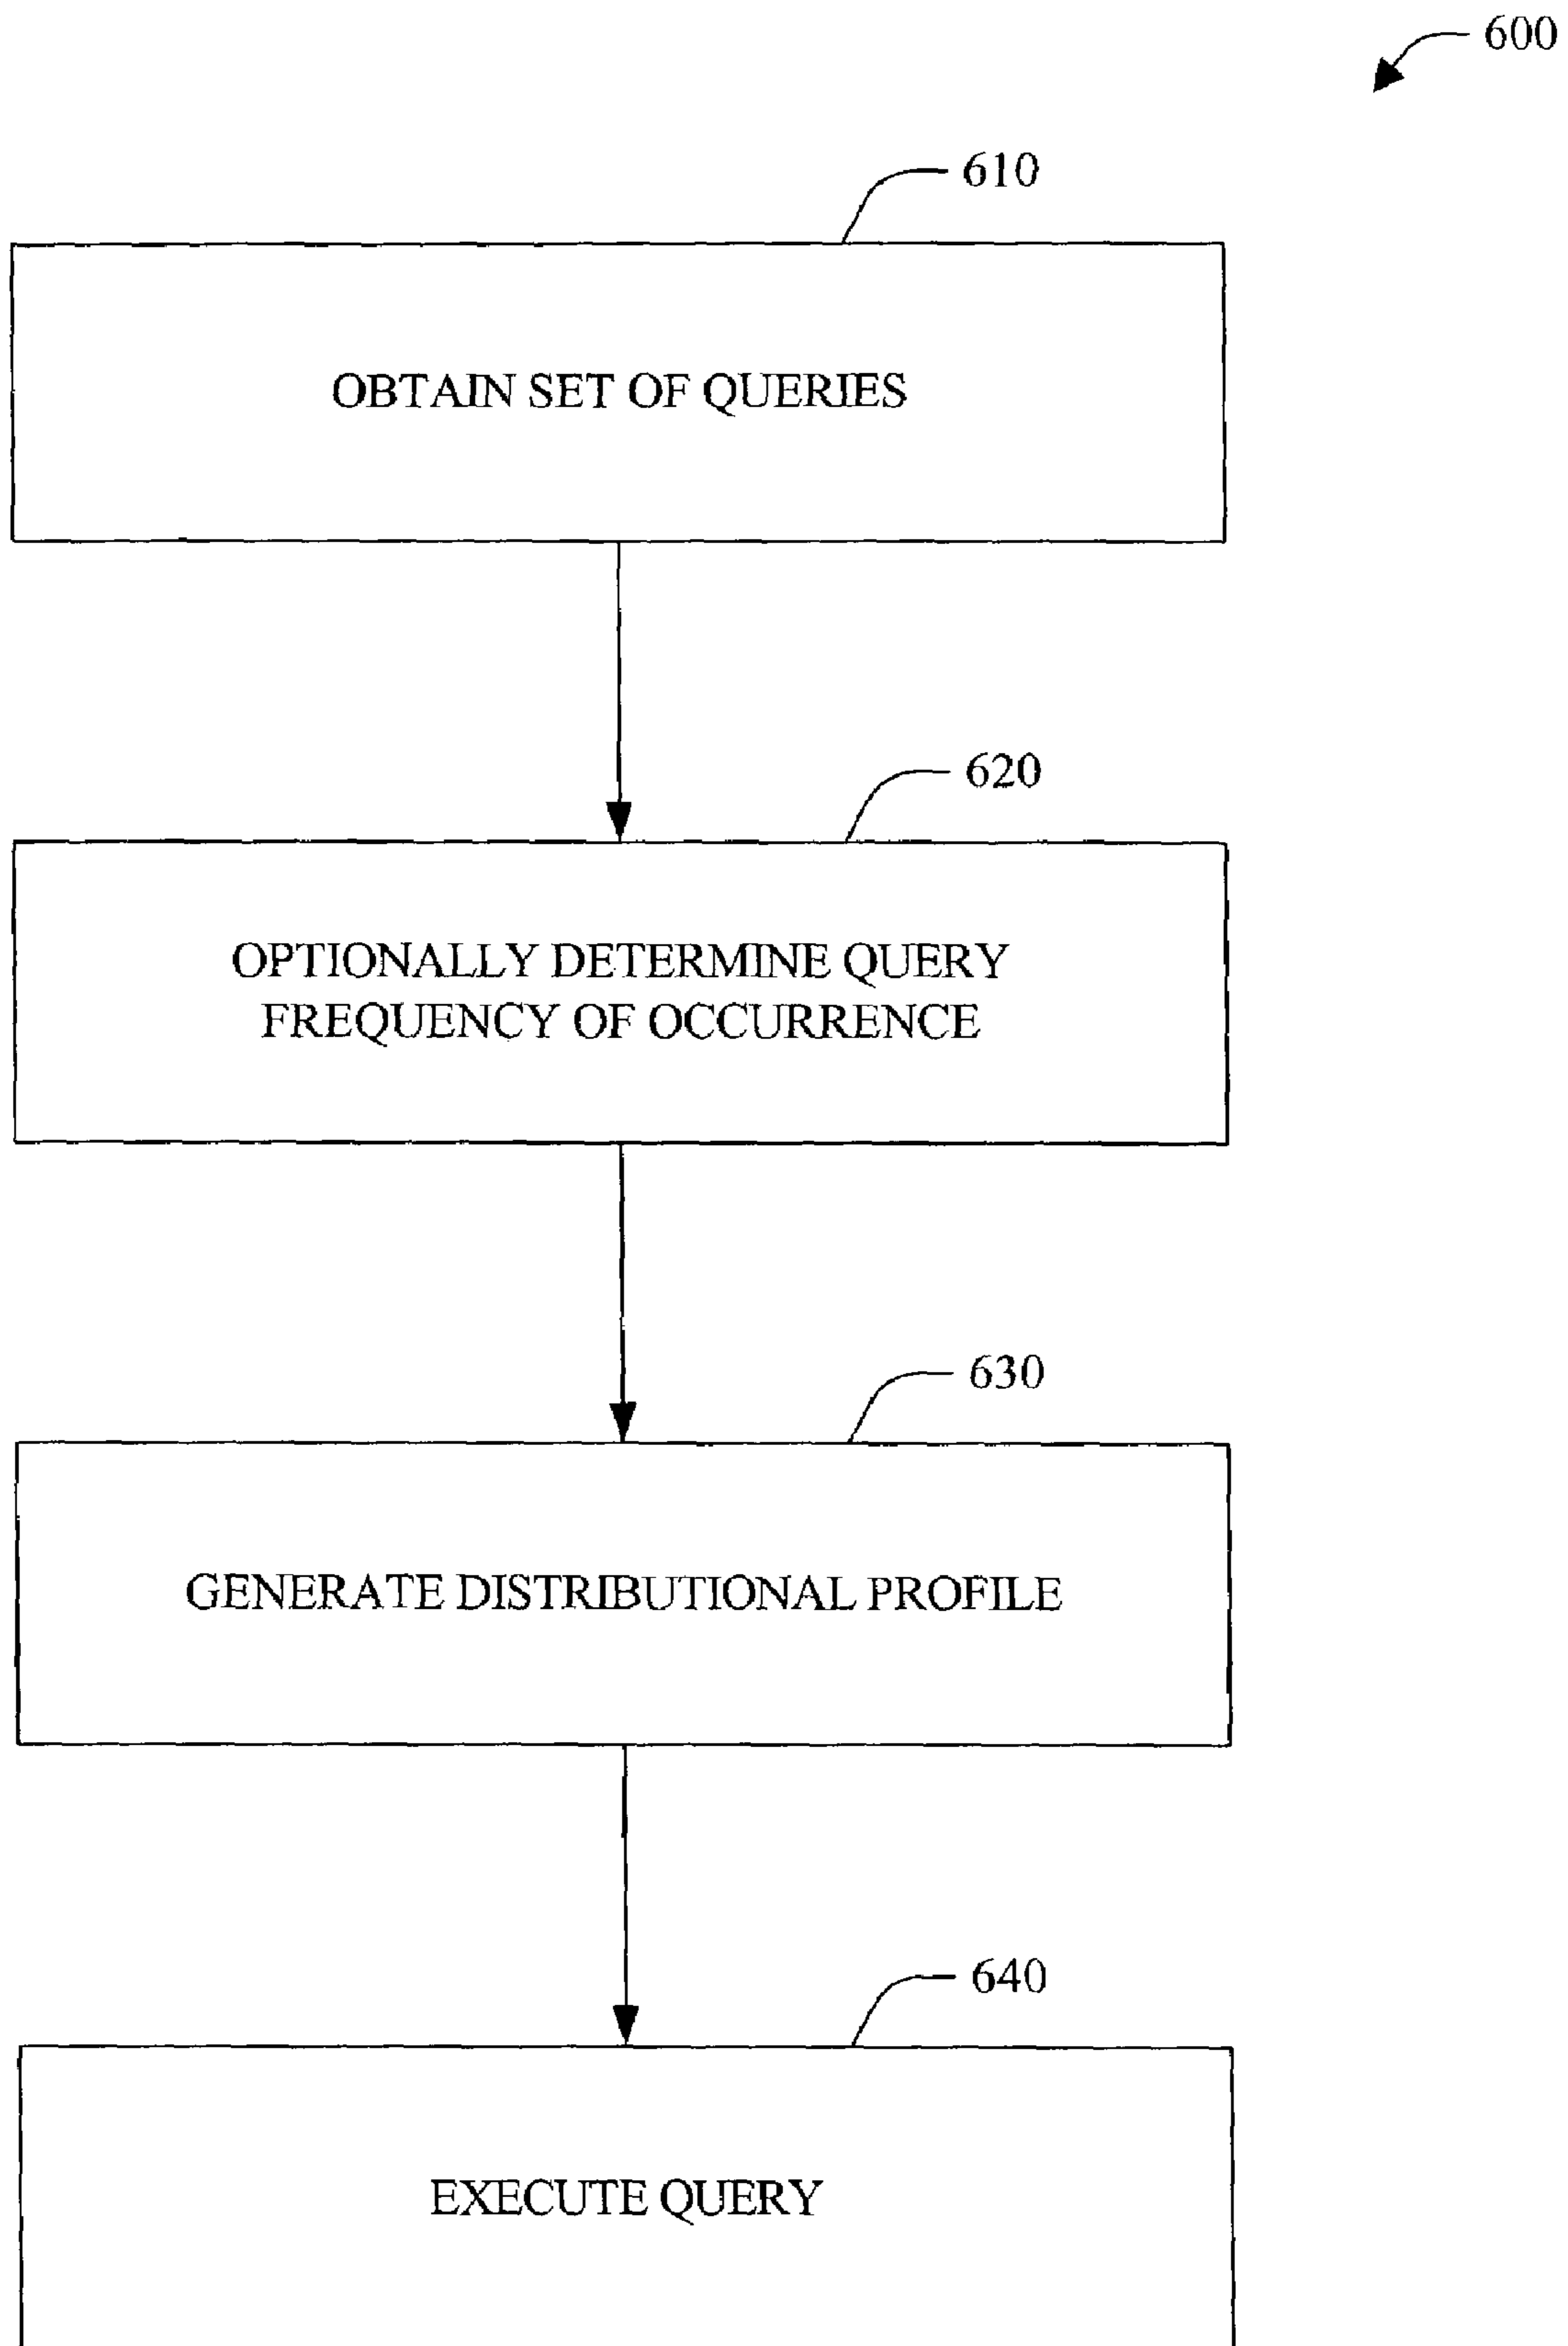 600
610
OBTAIN SET OF QUERIES
620
OPTIONALLY DETERMINE QUERY
FREQUENCY OF OCCURRENCE
630
GENERATE DISTRIBUTIONAL PROFILE
640
EXECUTE QUERY